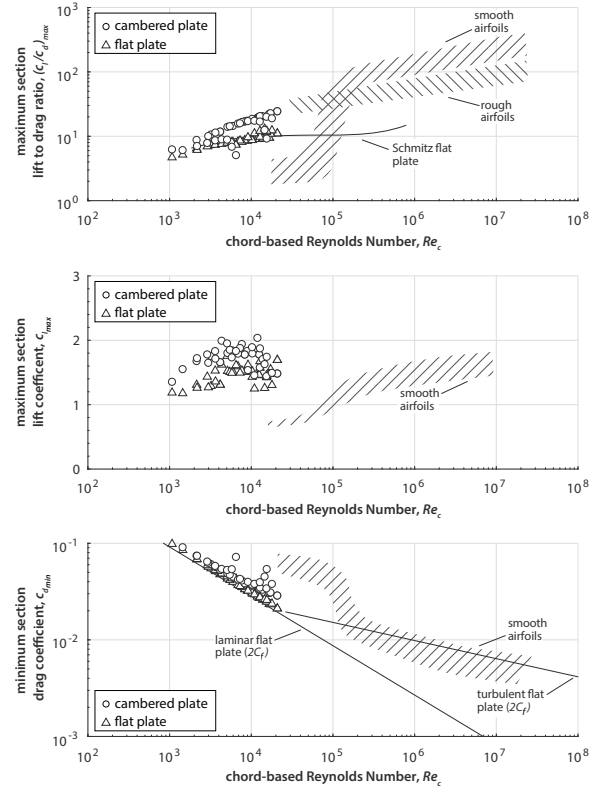 cambered plate
flat plate
smooth
airfoils
rough
airfoils
Schmitz flat
plate
maximum section
lift to drag ratio, (c_l/c_d)_max
10^3
10^2
10^1
10^0
10^2 10^3 10^4 10^5 10^6 10^7 10^8
chord-based Reynolds Number, Re_c
cambered plate
flat plate
smooth
airfoils
maximum section
lift coefficient, c_l_max
3
2
1
0
10^2 10^3 10^4 10^5 10^6 10^7 10^8
chord-based Reynolds Number, Re_c
laminar flat
plate (2C_f)
smooth
airfoils
turbulent flat
plate (2C_f)
cambered plate
flat plate
minimum section
drag coefficient, c_d_min
10^-1
10^-2
10^-3
10^2 10^3 10^4 10^5 10^6 10^7 10^8
chord-based Reynolds Number, Re_c